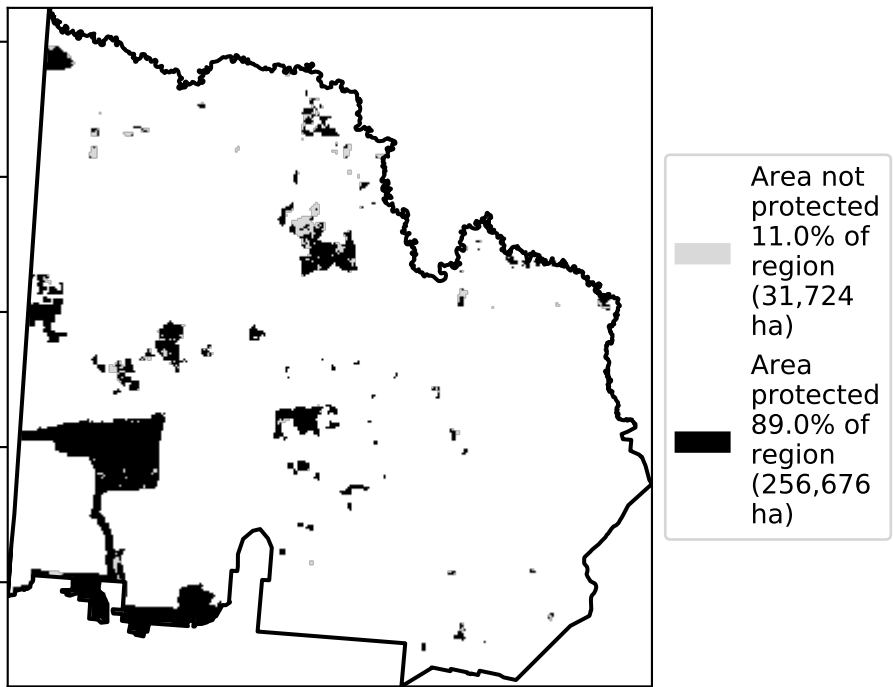 Area not
protected
11.0% of
region
(31,724
ha)
Area
protected
89.0% of
region
(256,676
ha)